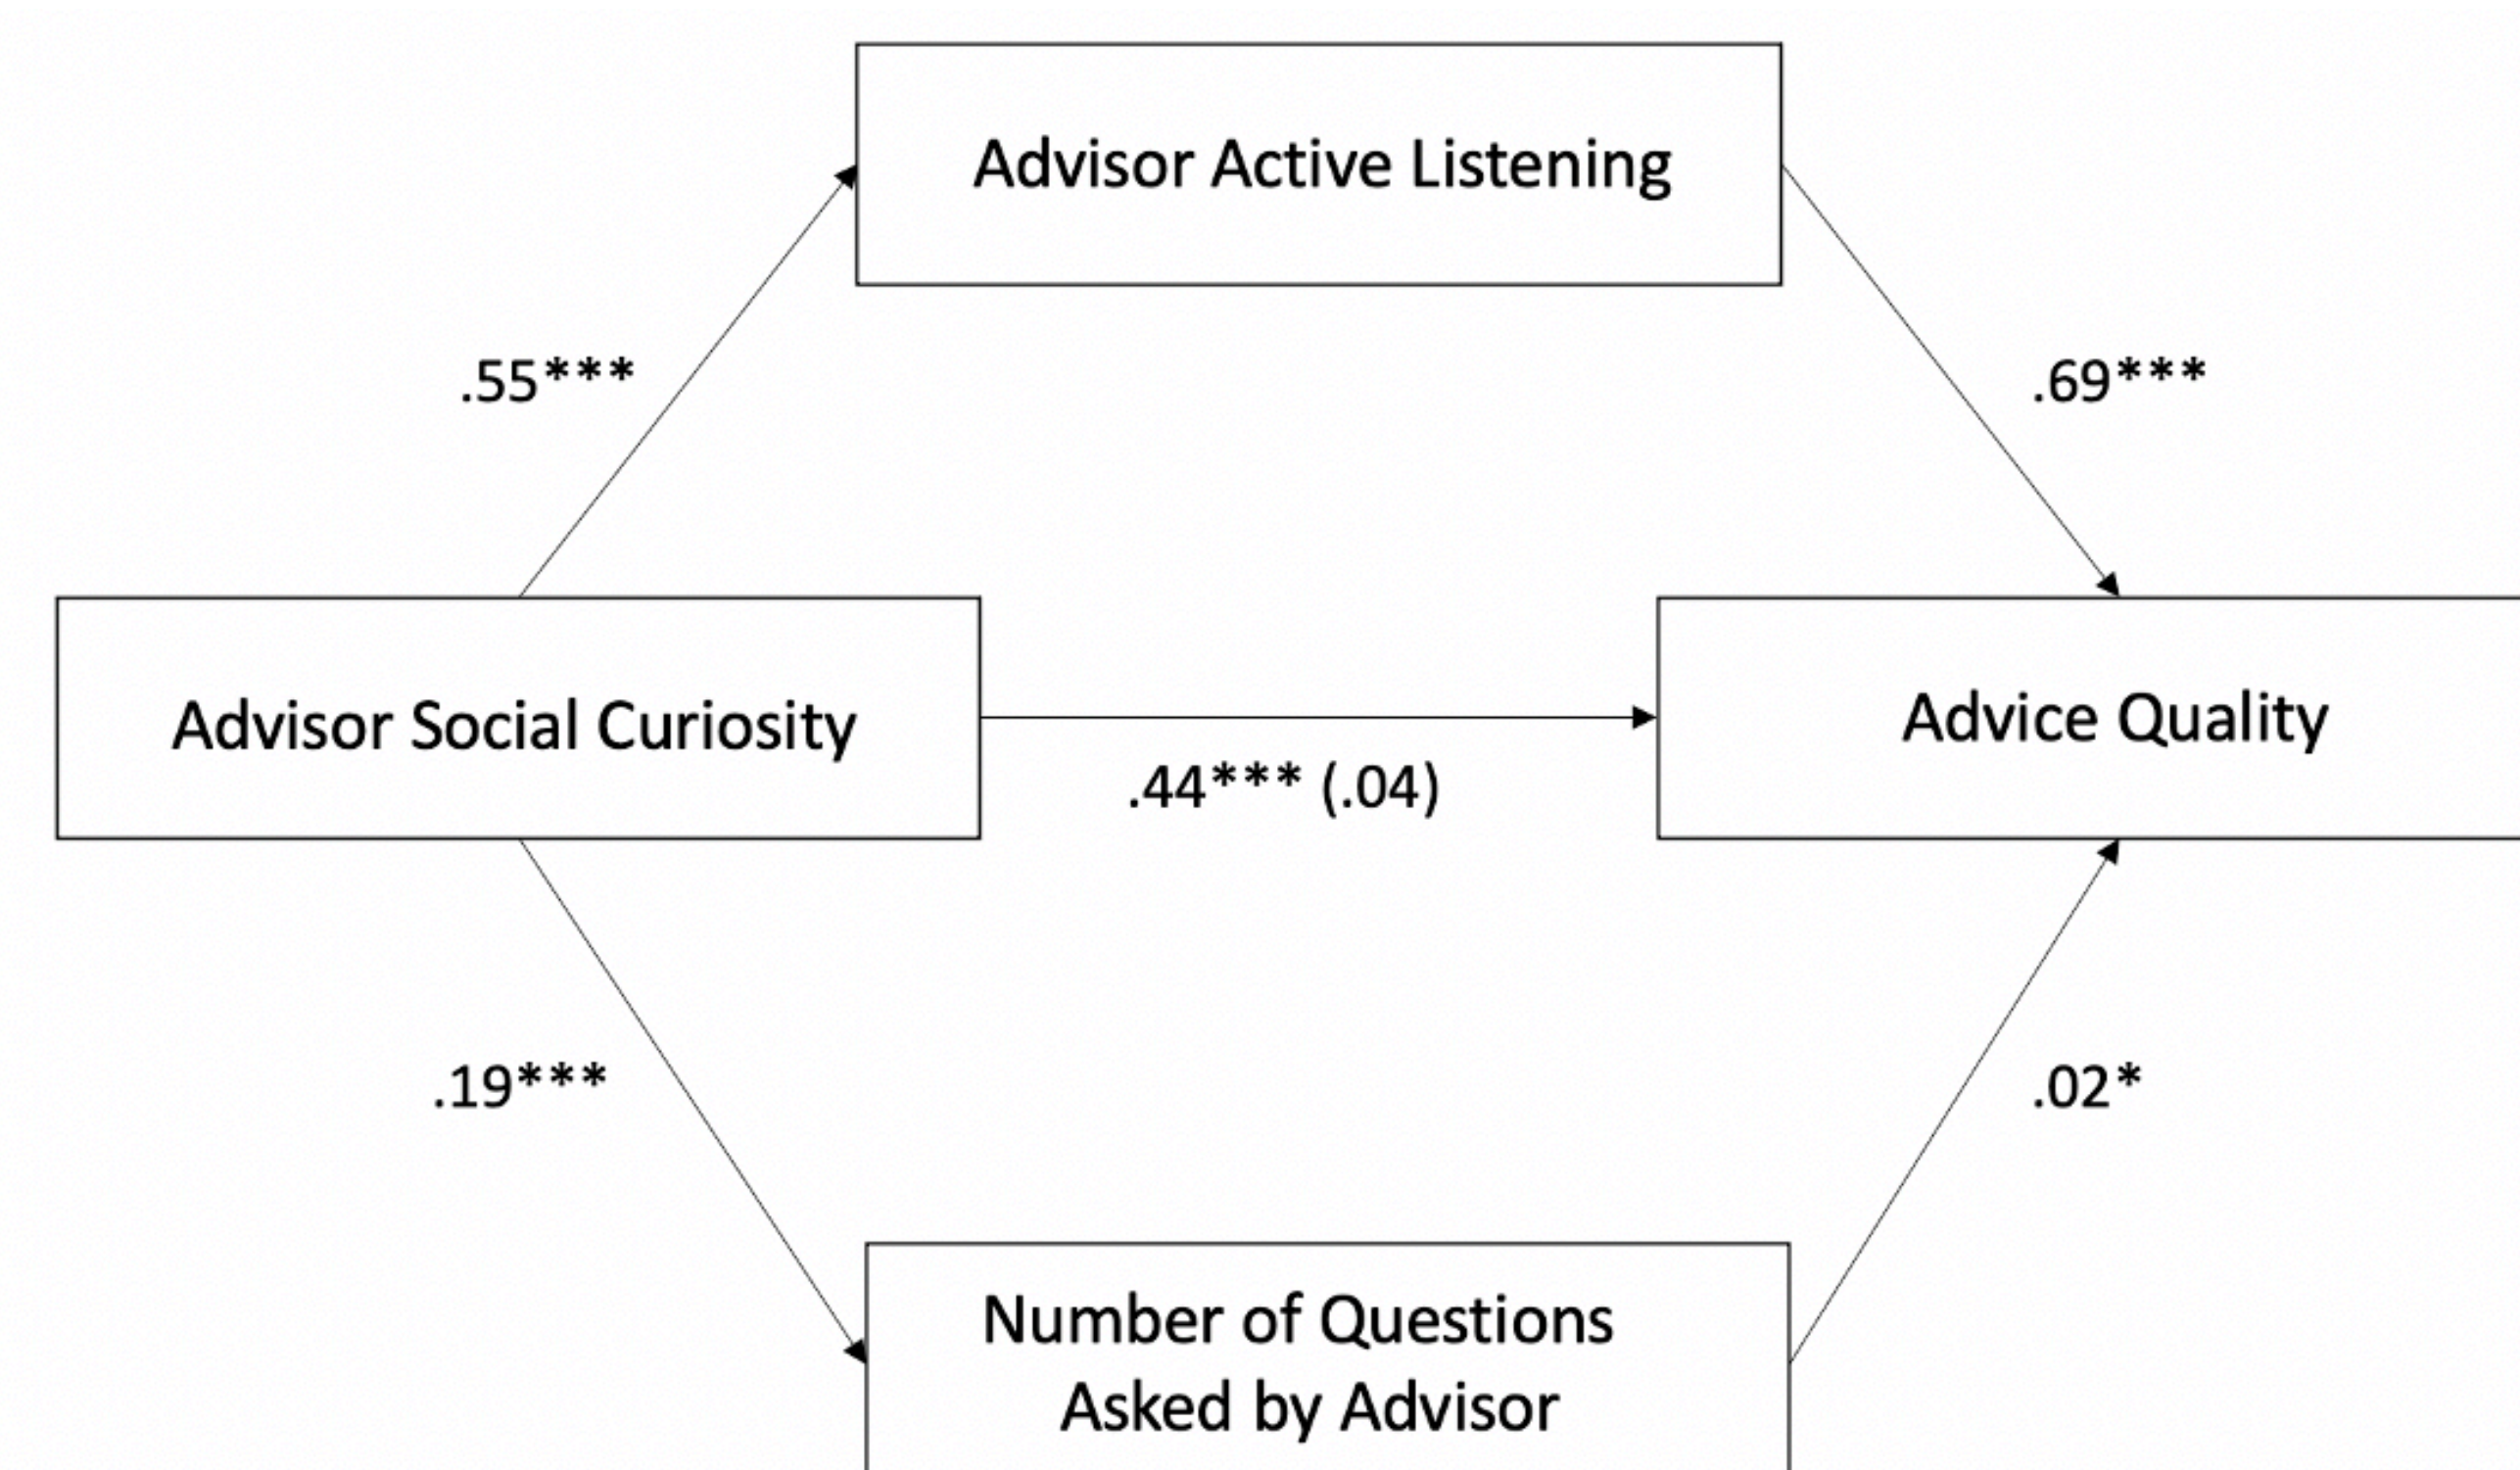 Advisor Active Listening
.55***
.69***
Advisor Social Curiosity
Advice Quality
.44*** (.04)
.19***
.02*
Number of Questions
Asked by Advisor